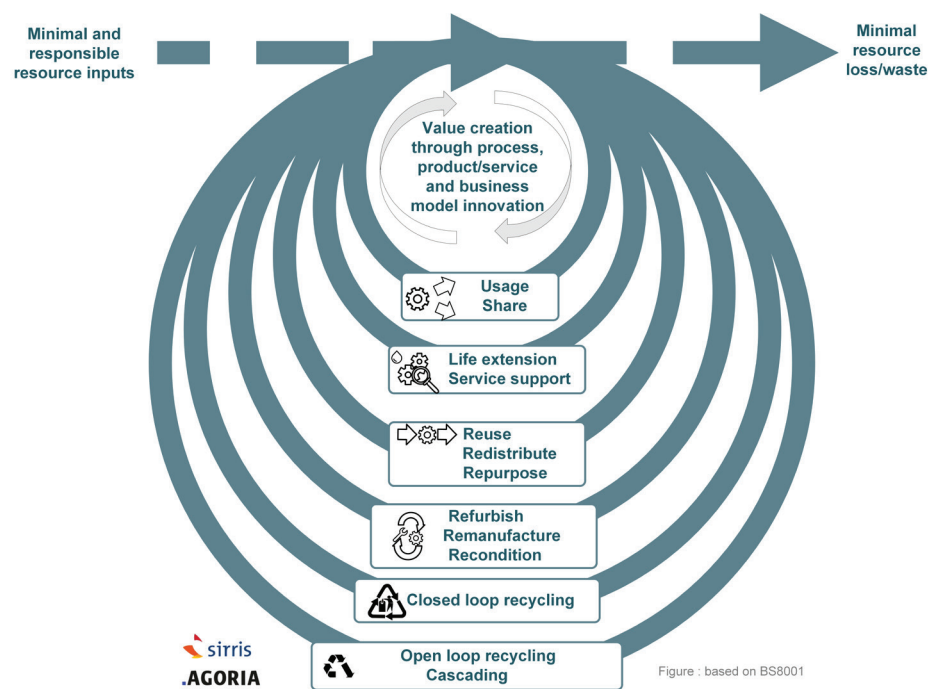 Minimal and
responsible
resource inputs
Minimal
resource
loss/waste
Value creation
through process,
product/service
and business
model innovation
Usage
Share
Life extension
Service support
Reuse
Redistribute
Repurpose
Refurbish
Remanufacture
Recondition
Closed loop recycling
Open loop recycling
Cascading
sirris
.AGORIA
Figure : based on BS8001